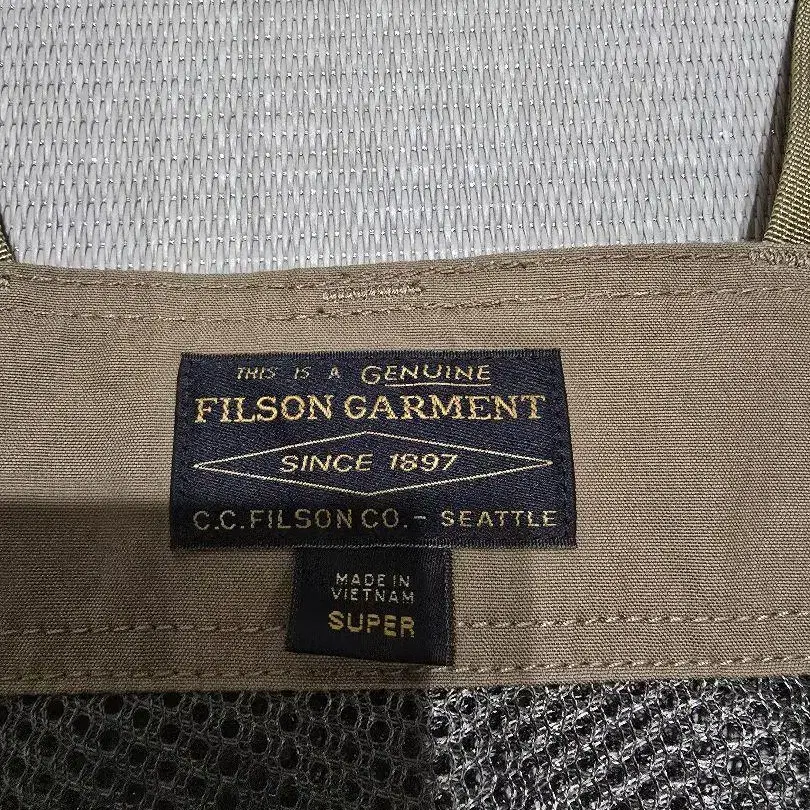 THIS IS A GENUINE
FILSON GARMENT
SINCE 1897
C.C. FILSON CO. - SEATTLE
MADE IN
VIETNAM
SUPER